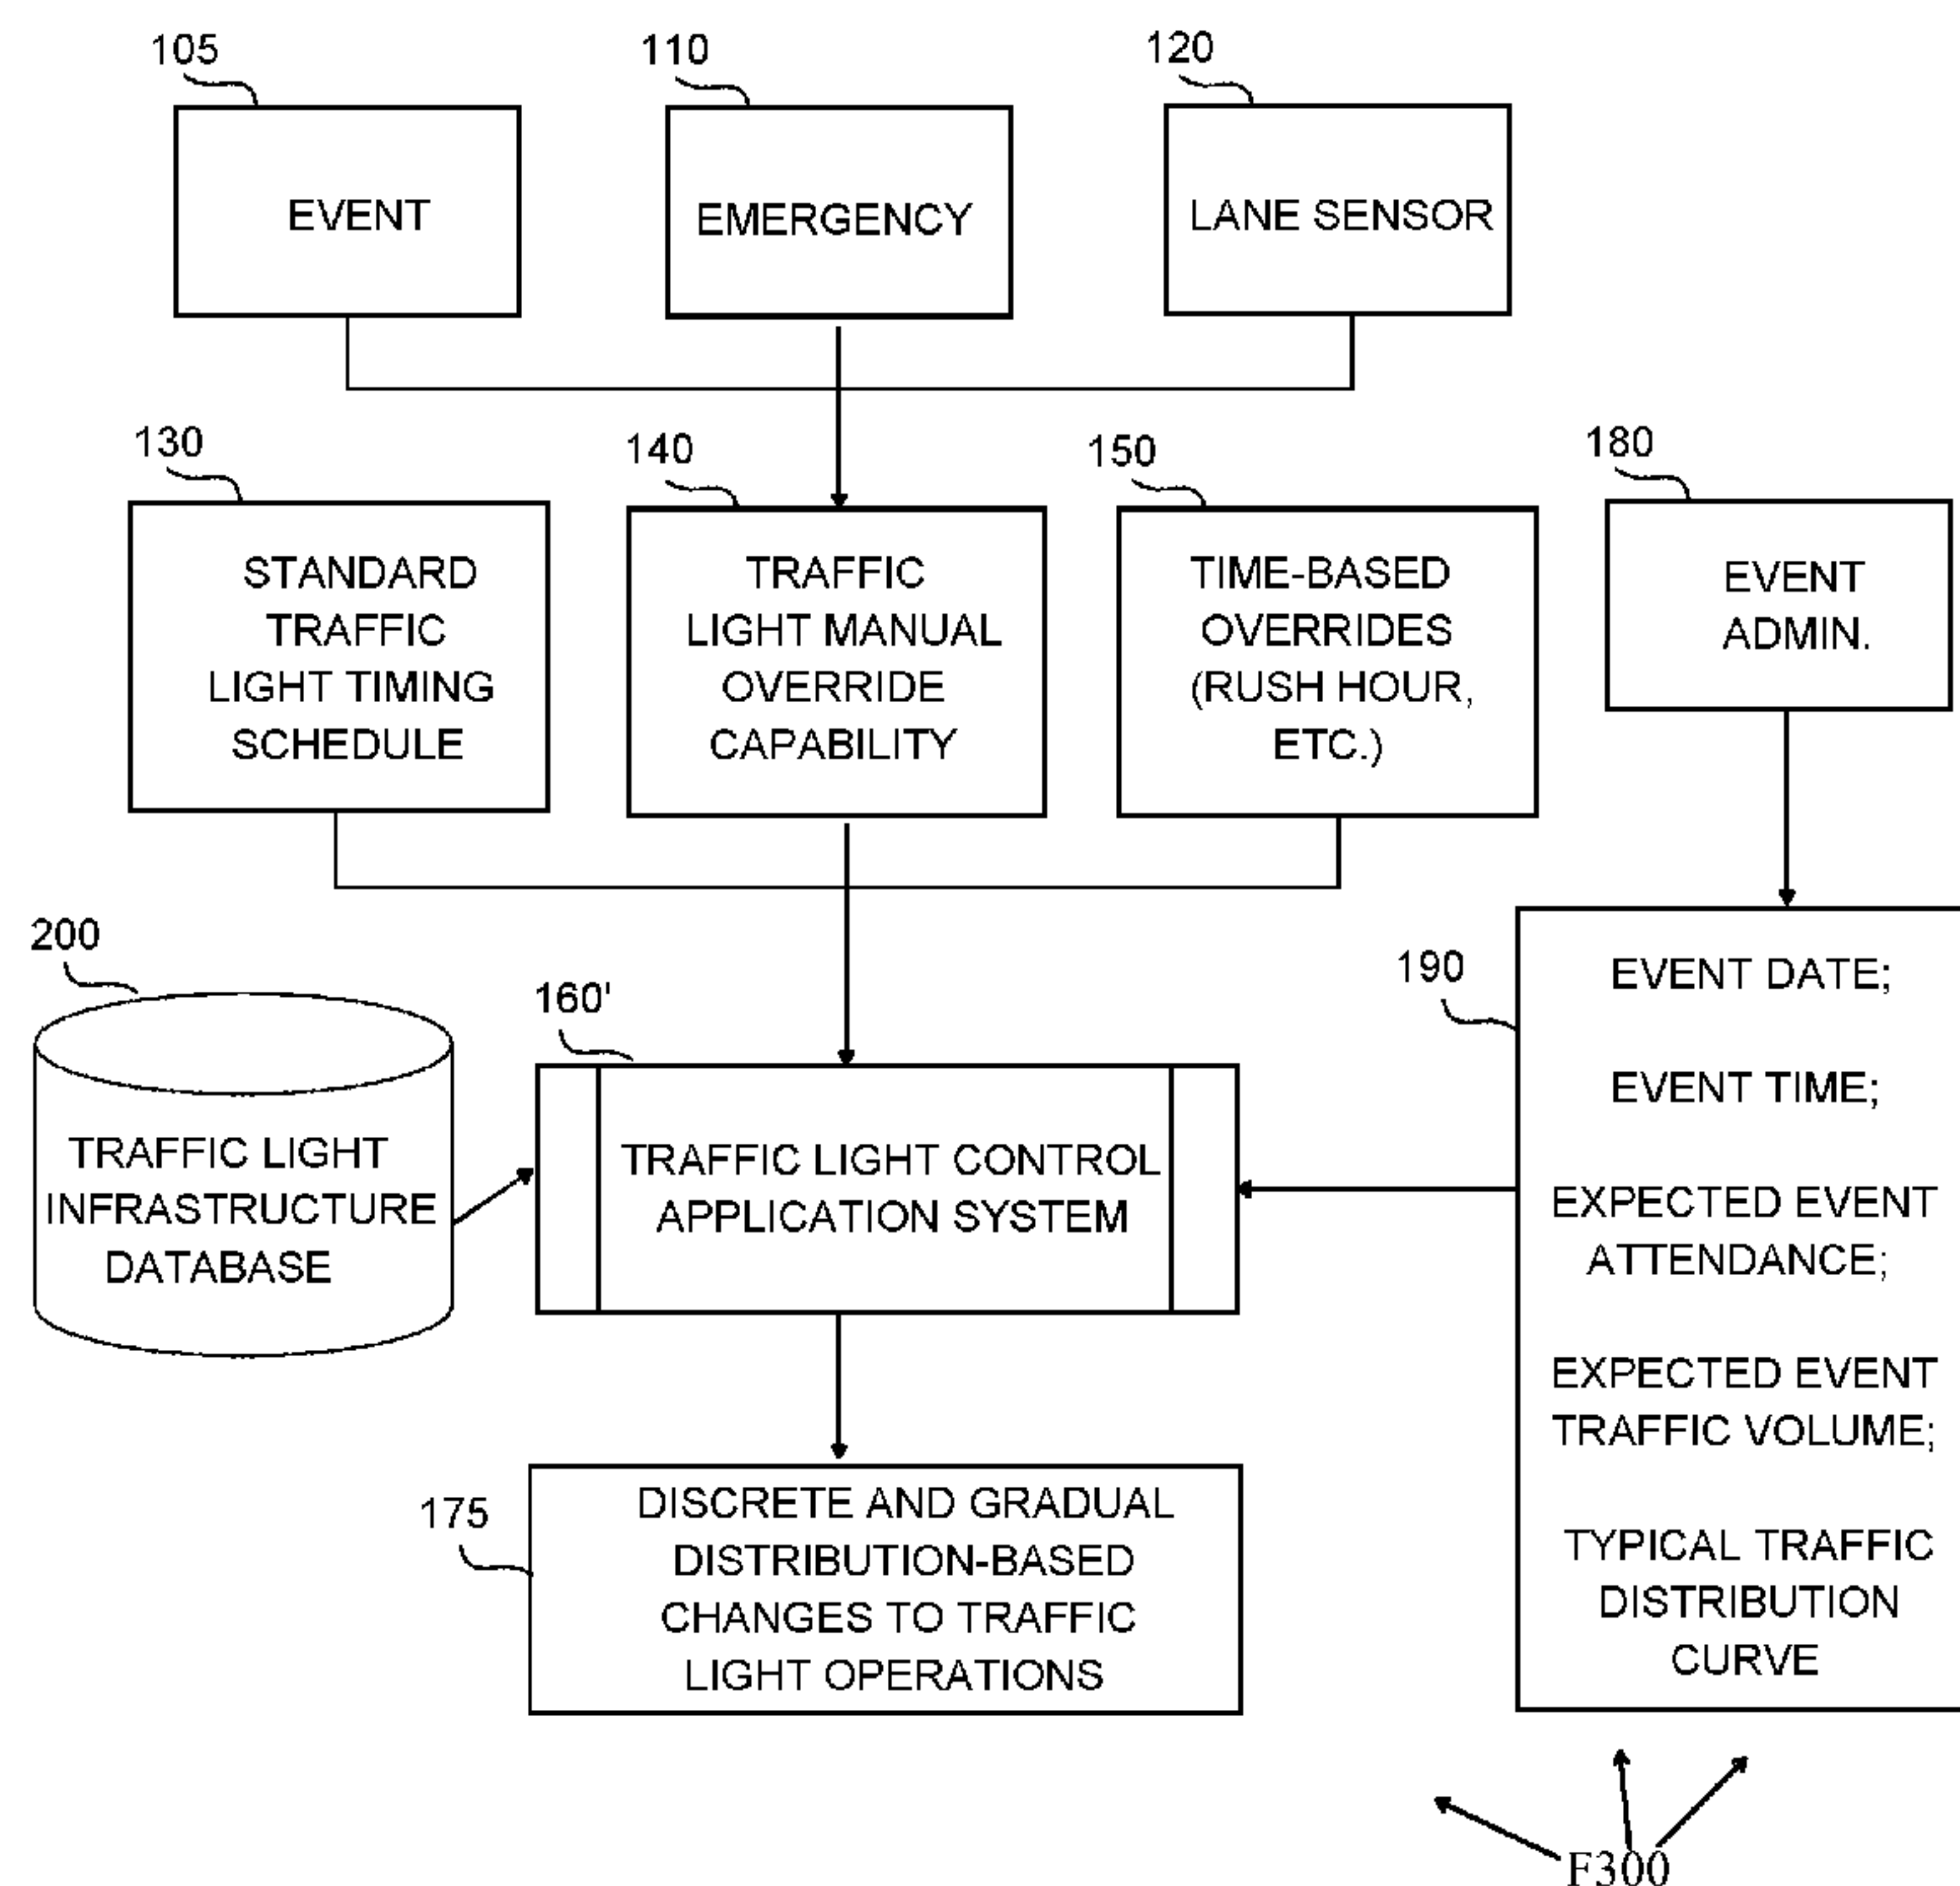 105
110
120
EVENT
EMERGENCY
LANE SENSOR
130
140
150
180
STANDARD
TRAFFIC
LIGHT TIMING
SCHEDULE
TRAFFIC
LIGHT MANUAL
OVERRIDE
CAPABILITY
TIME-BASED
OVERRIDES
(RUSH HOUR,
ETC.)
EVENT
ADMIN.
200
160'
190
TRAFFIC LIGHT
INFRASTRUCTURE
DATABASE
TRAFFIC LIGHT CONTROL
APPLICATION SYSTEM
EVENT DATE;
EVENT TIME;
EXPECTED EVENT
ATTENDANCE;
EXPECTED EVENT
TRAFFIC VOLUME;
TYPICAL TRAFFIC
DISTRIBUTION
CURVE
175
DISCRETE AND GRADUAL
DISTRIBUTION-BASED
CHANGES TO TRAFFIC
LIGHT OPERATIONS
F300